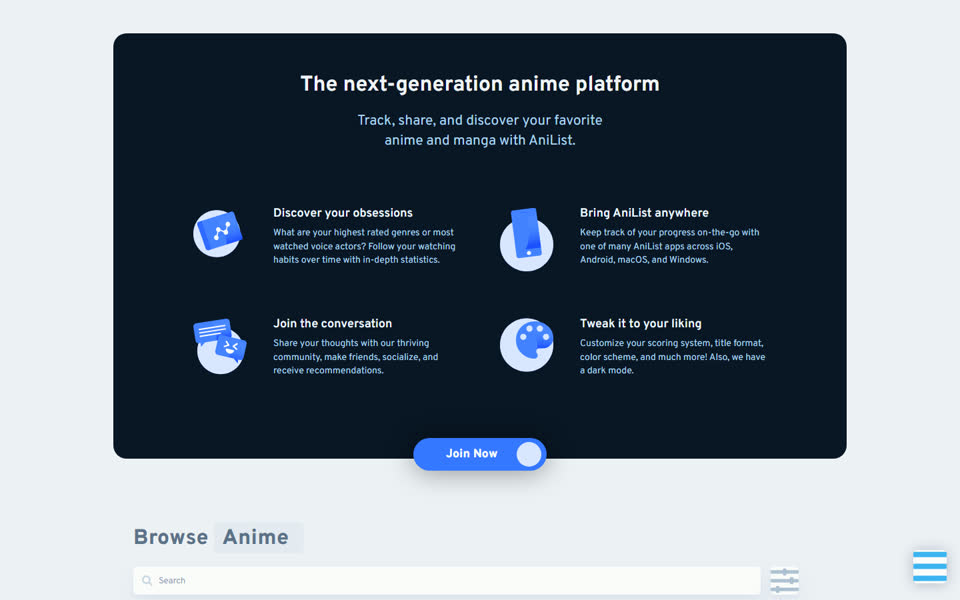 The next-generation anime platform
Track, share, and discover your favorite
anime and manga with AniList.
Discover your obsessions
What are your highest rated genres or most
watched voice actors? Follow your watching
habits over time with in-depth statistics.
Bring AniList anywhere
Keep track of your progress on-the-go with
one of many AniList apps across iOS,
Android, macOS, and Windows.
Join the conversation
Share your thoughts with our thriving
community, make friends, socialize, and
receive recommendations.
Tweak it to your liking
Customize your scoring system, title format,
color scheme, and much more! Also, we have
a dark mode.
Join Now
Browse Anime
Search